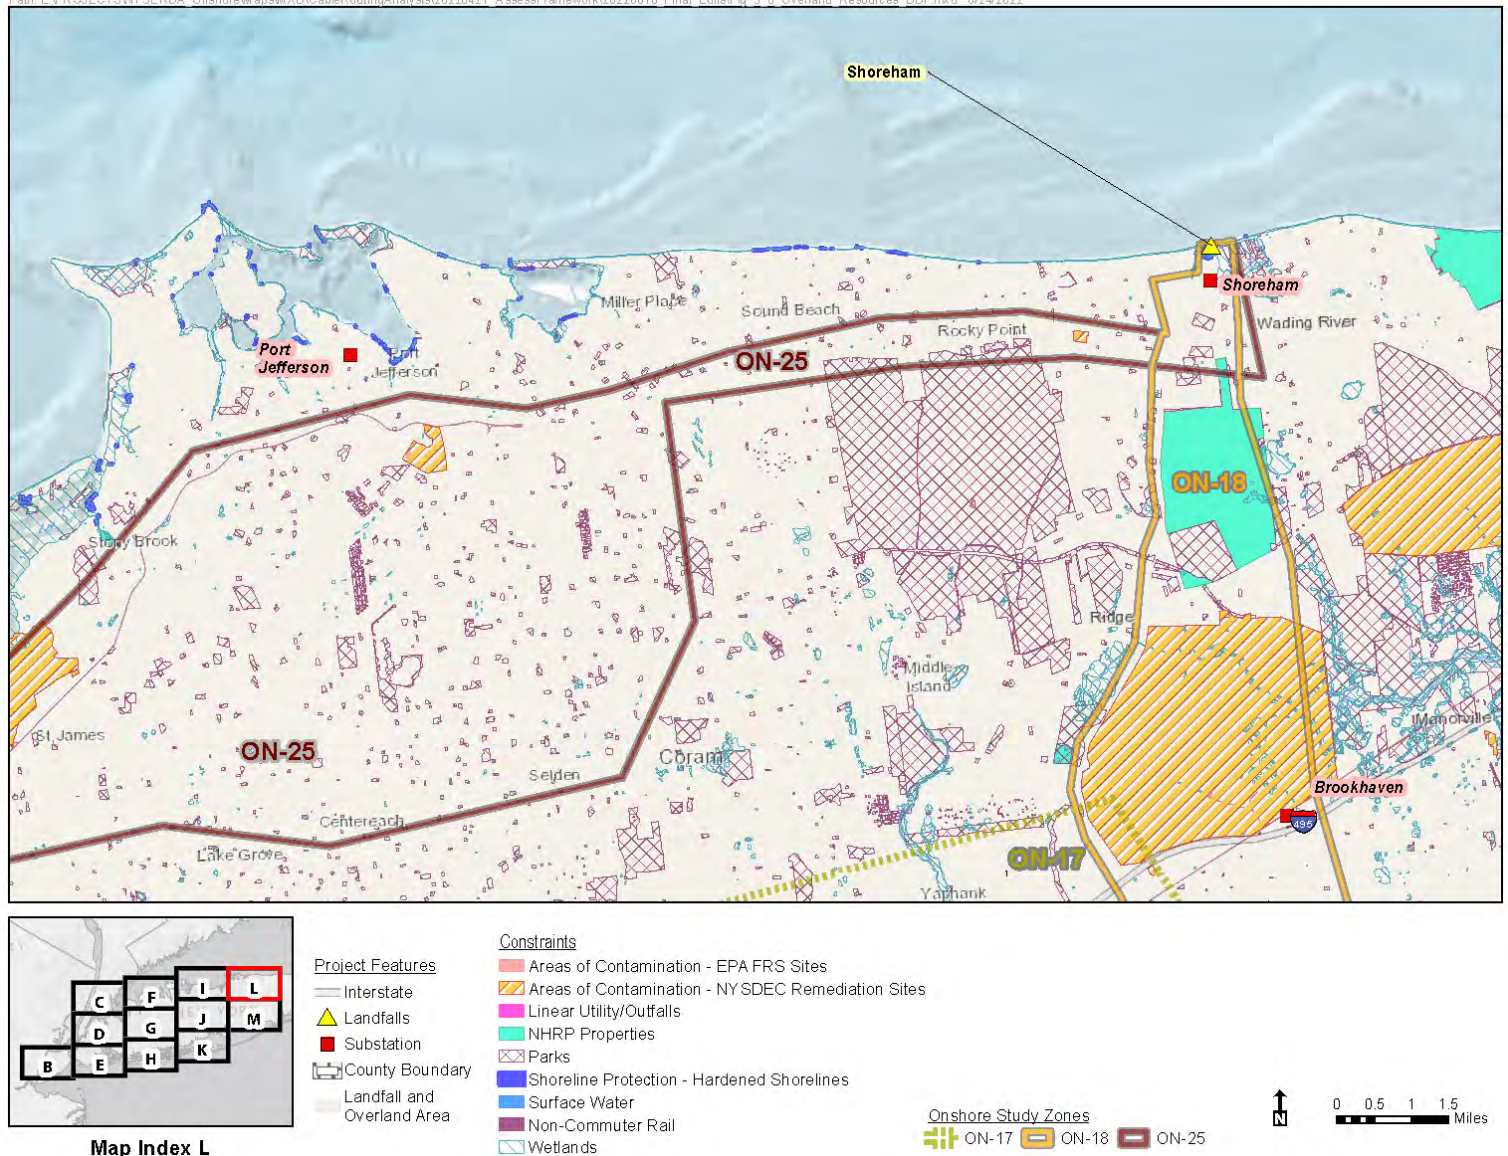 Shoreham
Shoreham
Miller Place
Sound Beach
Rocky Point
Wading River
Port
Jefferson
Port
Jefferson
ON-25
ON-18
Stony Brook
Ridge
Middle
Island
St. James
ON-25
Coram
Manorville
Selden
Brookhaven
495
Centereach
Lake Grove
ON-17
Yaphank
C
F
I
L
D
G
J
M
B
E
H
K
Map Index L
Project Features
Interstate
Landfalls
Substation
County Boundary
Landfall and
Overland Area
Constraints
Areas of Contamination - EPA FRS Sites
Areas of Contamination - NYSDEC Remediation Sites
Linear Utility/Outfalls
NHRP Properties
Parks
Shoreline Protection - Hardened Shorelines
Surface Water
Non-Commuter Rail
Wetlands
Onshore Study Zones
ON-17 ON-18 ON-25
N
0 0.5 1 1.5
Miles